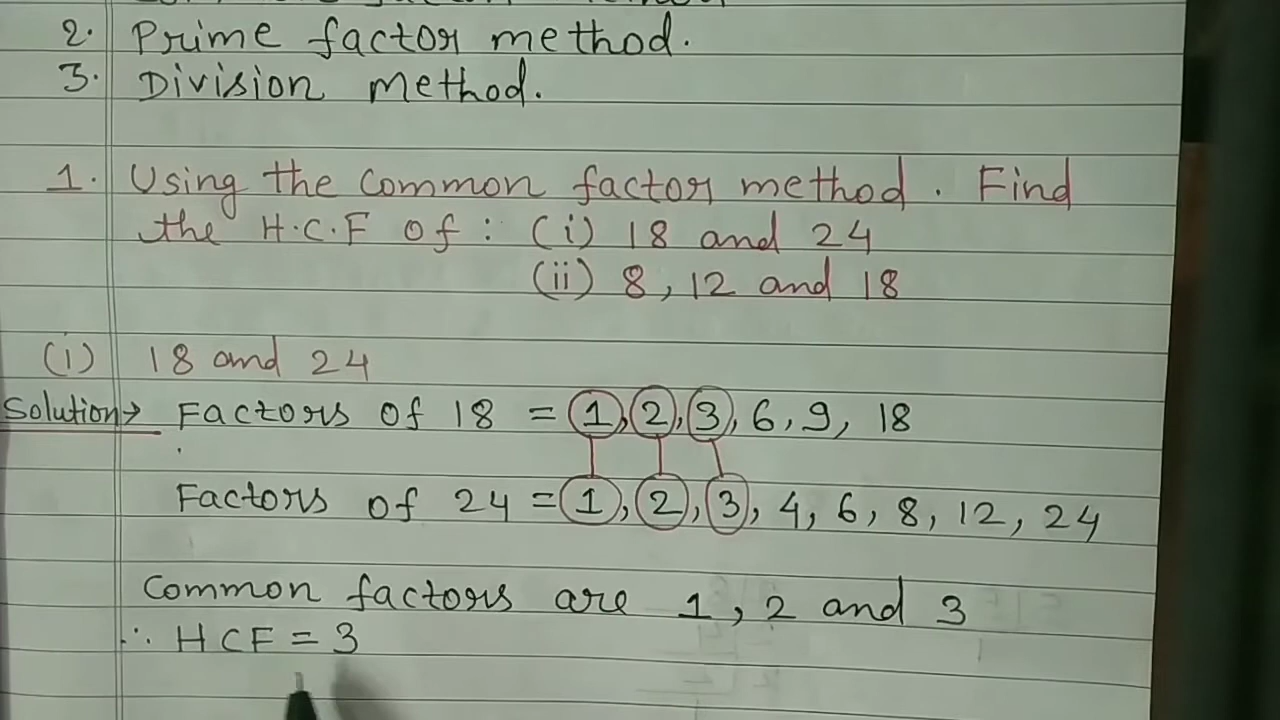 2. Prime factor method.
3. Division method.
1. Using the common factor method. Find
the H.C.F of : (i) 18 and 24
(ii) 8, 12 and 18
(i) 18 and 24
Solution→ Factors of 18 = 1, 2, 3, 6, 9, 18
Factors of 24 = 1, 2, 3, 4, 6, 8, 12, 24
Common factors are 1, 2 and 3
∴ HCF = 3